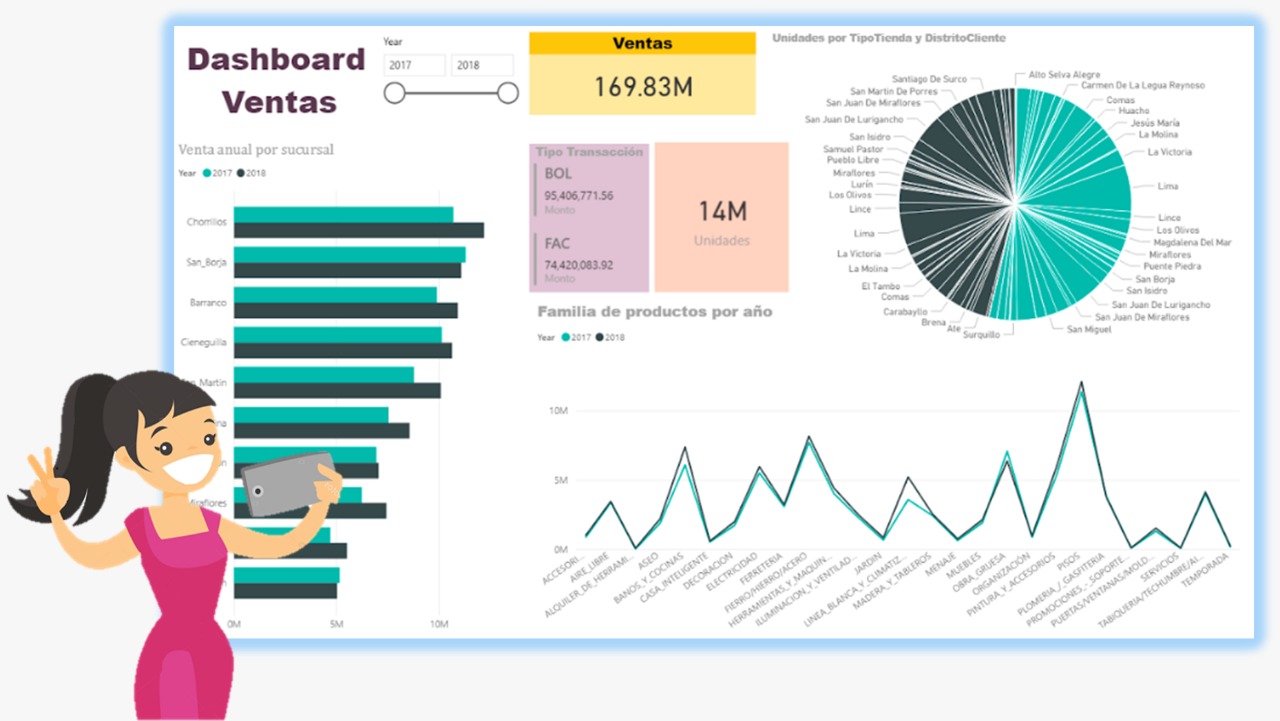 Dashboard
Ventas
Year
2017 2018
Ventas
169.83M
Venta anual por sucursal
Year 2017 2018
Chorrillos
San_Borja
Barranco
Cieneguilla
Martin
Miraflores
0M 5M 10M
Tipo Transacción
BOL
95,406,771.56
Monto
FAC
74,420,083.92
Monto
14M
Unidades
Unidades por TipoTienda y DistritoCliente
Alto Selva Alegre
Carmen De La Legua Reynoso
Comas
Huacho
Jesús María
La Molina
La Victoria
Lima
Lince
Los Olivos
Magdalena Del Mar
Miraflores
Puente Piedra
San Borja
San Isidro
San Juan De Lurigancho
San Juan De Miraflores
San Miguel
Surquillo
Ate
Brena
Carabayllo
Comas
El Tambo
La Molina
La Victoria
Lima
Lince
Los Olivos
Lurín
Miraflores
Pueblo Libre
Samuel Pastor
San Isidro
San Juan De Lurigancho
San Juan De Miraflores
San Martin De Porres
Santiago De Surco
Familia de productos por año
Year 2017 2018
10M
5M
0M
ACCESORI...
AIRE_LIBRE
ALQUILER_DE_HERRAMI...
ASEO
BANOS_Y_COCINAS
CASA_INTELIGENTE
DECORACION
ELECTRICIDAD
FERRETERIA
FIERRO/HIERRO/ACERO
HERRAMIENTAS_Y_MAQUIN...
ILUMINACION_Y_VENTILAD...
JARDIN
LINEA_BLANCA_Y_CLIMATIZ...
MADERA_Y_TABLEROS
MENAJE
MUEBLES
OBRA_GRUESA
ORGANIZACIÓN
PINTURA_Y_ACCESORIOS
PISOS
PLOMERIA_/_GASFITERIA
PROMOCIONES_-_SOPORTE...
PUERTAS/VENTANAS/MOLD...
SERVICIOS
TABIQUERIA/TECHUMBRE/AI...
TEMPORADA